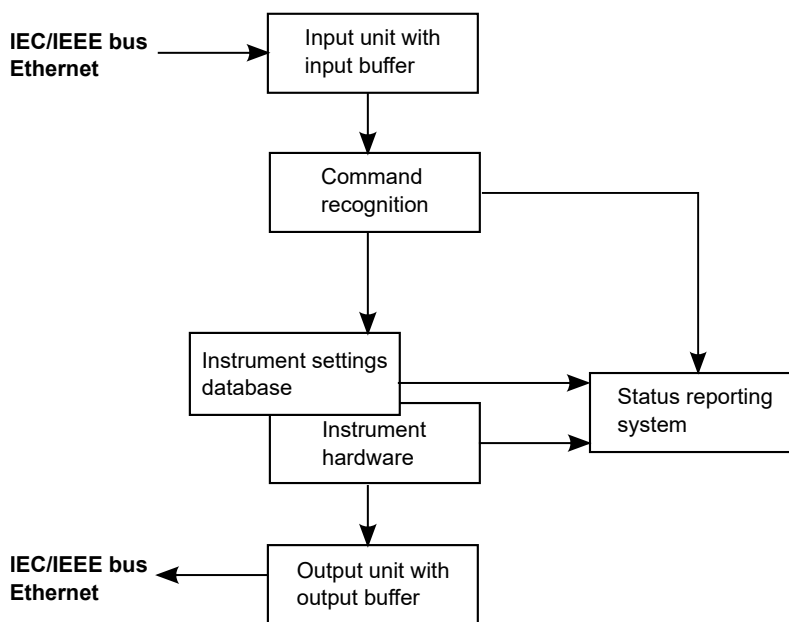 IEC/IEEE bus
Ethernet
Input unit with
input buffer
Command
recognition
Instrument settings
database
Instrument
hardware
Status reporting
system
IEC/IEEE bus
Ethernet
Output unit with
output buffer